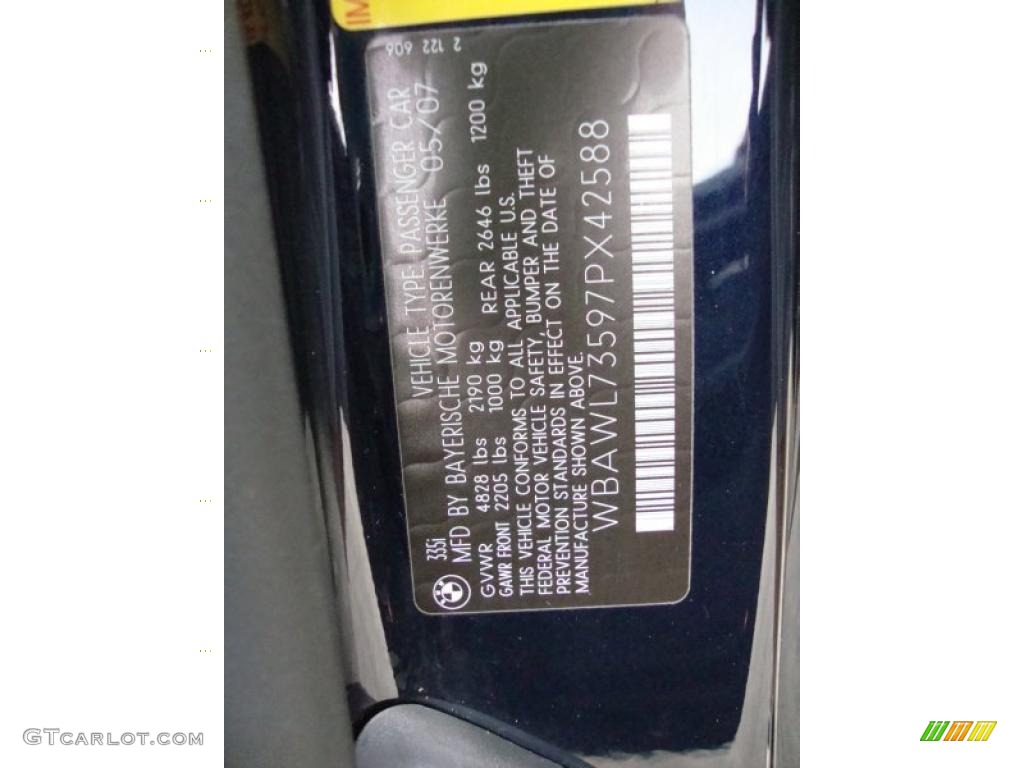 IM
2 122 606
335i
VEHICLE TYPE: PASSENGER CAR
MFD BY BAYERISCHE MOTORENWERKE 05/07
GVWR 4828 lbs 2190 kg
GAWR FRONT 2205 lbs 1000 kg REAR 2646 lbs 1200 kg
THIS VEHICLE CONFORMS TO ALL APPLICABLE U.S.
FEDERAL MOTOR VEHICLE SAFETY, BUMPER AND THEFT
PREVENTION STANDARDS IN EFFECT ON THE DATE OF
MANUFACTURE SHOWN ABOVE.
WBAWL73597PX42588
GTCARLOT.COM